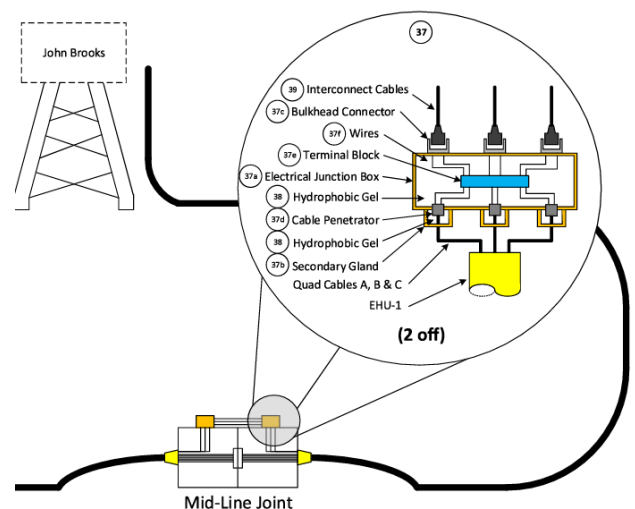 37
John Brooks
39 Interconnect Cables
37c Bulkhead Connector
37f Wires
37e Terminal Block
37a Electrical Junction Box
38 Hydrophobic Gel
37d Cable Penetrator
38 Hydrophobic Gel
37b Secondary Gland
Quad Cables A, B & C
EHU-1
(2 off)
Mid-Line Joint